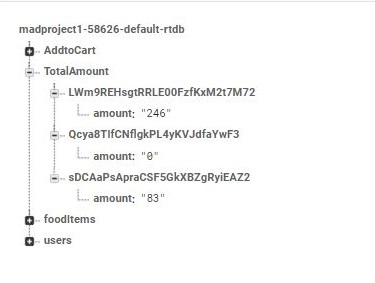 madproject1-58626-default-rtdb
AddtoCart
TotalAmount
LWm9REHsgtRRLE00FzfKxM2t7M72
amount: "246"
Qcya8TIfCNflgkPL4yKVJdfaYwF3
amount: "0"
sDCAaPsApraCSF5GkXBZgRyiEAZ2
amount: "83"
foodItems
users